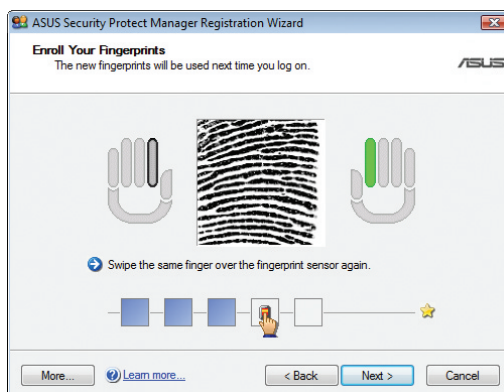 ASUS Security Protect Manager Registration Wizard
Enroll Your Fingerprints
The new fingerprints will be used next time you log on.
ASUS
Swipe the same finger over the fingerprint sensor again.
More... Learn more... < Back Next > Cancel